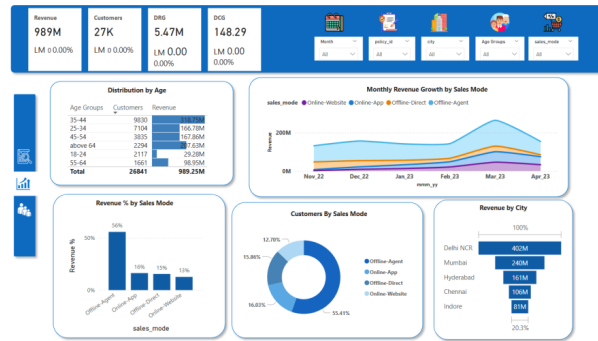 Revenue
989M
LM 0 0.00%
Customers
27K
LM 0 0.00%
DRG
5.47M
LM 0.00
0.00%
DCG
148.29
LM 0.00
0.00%
Month
All
policy_id
All
city
All
Age Groups
All
sales_mode
All
Distribution by Age
Age Groups Customers Revenue
35-44 9830 318.75M
25-34 7104 166.78M
45-54 3835 167.86M
above-64 2294 207.63M
18-24 2117 29.28M
55-64 1661 98.95M
Total 26841 989.25M
Monthly Revenue Growth by Sales Mode
sales_mode Online-Website Online-App Offline-Direct Offline-Agent
Revenue
200M
0M
Nov_22 Dec_22 Jan_23 Feb_23 Mar_23 Apr_23
mmm_yy
Revenue % by Sales Mode
Revenue %
50%
0%
56%
16%
15%
13%
Offline-Agent
Online-App
Offline-Direct
Online-Website
sales_mode
Customers By Sales Mode
12.70%
15.86%
16.03%
55.41%
Offline-Agent
Online-App
Offline-Direct
Online-Website
Revenue by City
100%
Delhi NCR 402M
Mumbai 240M
Hyderabad 161M
Chennai 106M
Indore 81M
20.3%